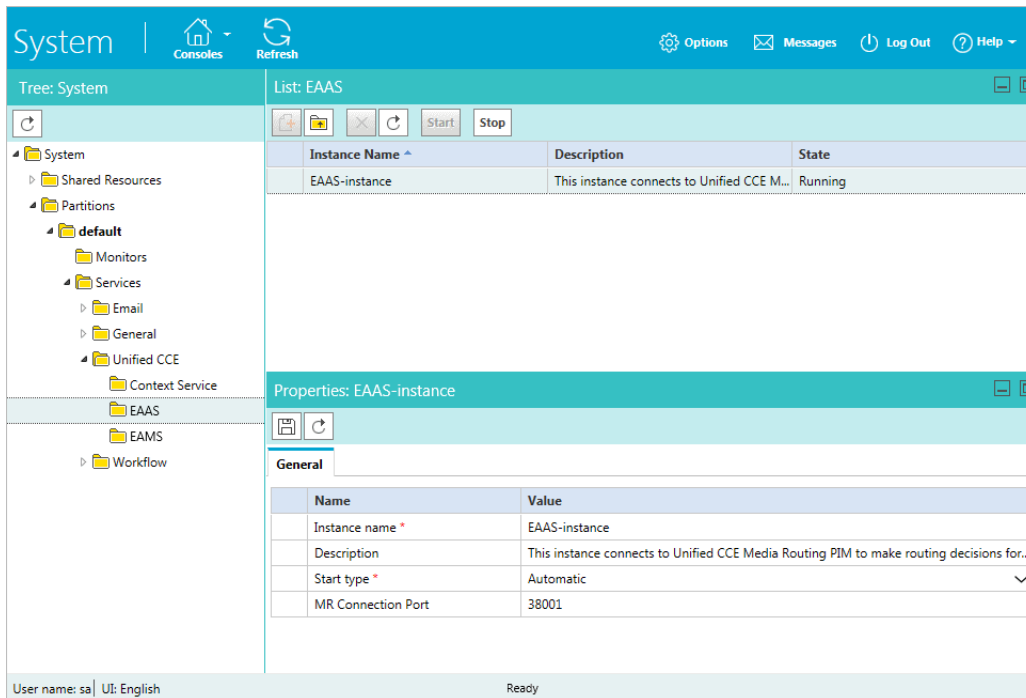 System
Consoles
Refresh
Options
Messages
Log Out
Help
Tree: System
System
Shared Resources
Partitions
default
Monitors
Services
Email
General
Unified CCE
Context Service
EAAS
EAMS
Workflow
List: EAAS
Start Stop
Instance Name Description State
EAAS-instance This instance connects to Unified CCE M... Running
Properties: EAAS-instance
General
Name Value
Instance name * EAAS-instance
Description This instance connects to Unified CCE Media Routing PIM to make routing decisions for...
Start type * Automatic
MR Connection Port 38001
User name: sa UI: English Ready